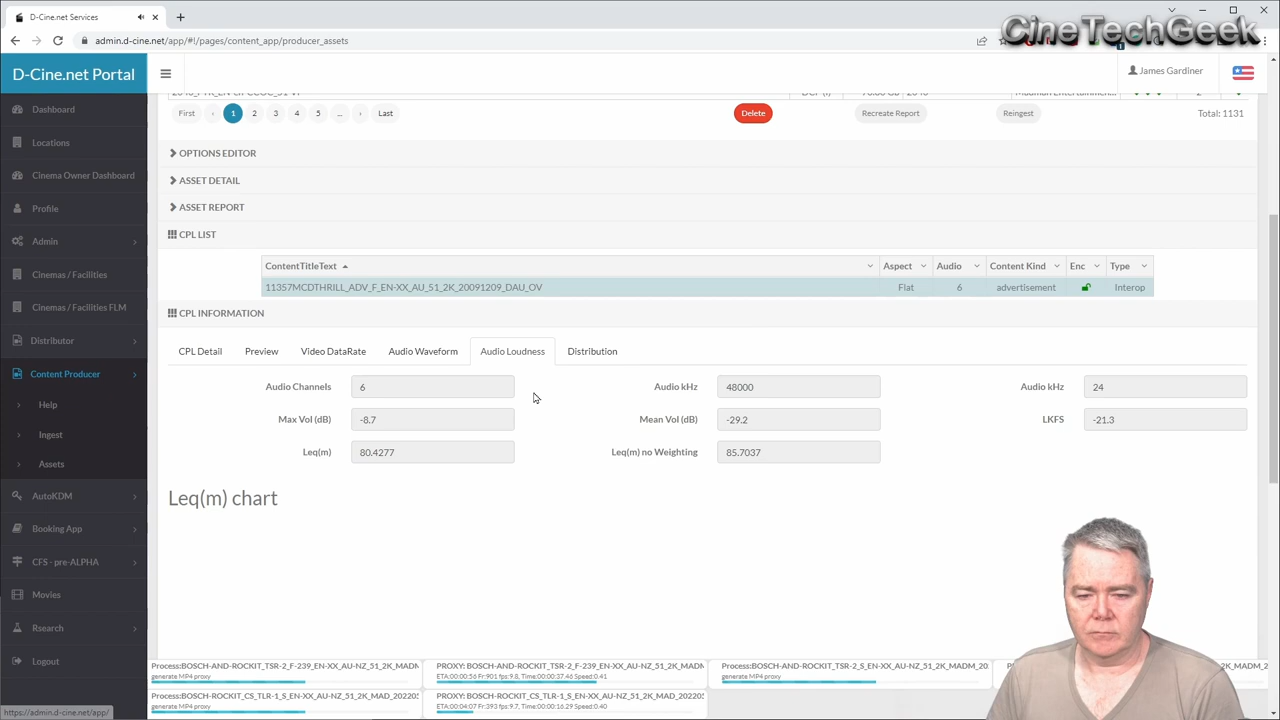 D-Cine.net Services
admin.d-cine.net/app/#!/pages/content_app/producer_assets
CineTechGeek
D-Cine.net Portal
James Gardiner
Dashboard
Locations
Cinema Owner Dashboard
Profile
Admin
Cinemas / Facilities
Cinemas / Facilities FLM
Distributor
Content Producer
Help
Ingest
Assets
AutoKDM
Booking App
CFS - pre-ALPHA
Movies
Rsearch
Logout
First ‹ 1 2 3 4 5 ... › Last Delete Recreate Report Reingest Total: 1131
OPTIONS EDITOR
ASSET DETAIL
ASSET REPORT
CPL LIST
ContentTitleText Aspect Audio Content Kind Enc Type
11357MCDTHRILL_ADV_F_EN-XX_AU_51_2K_20091209_DAU_OV Flat 6 advertisement Interop
CPL INFORMATION
CPL Detail Preview Video DataRate Audio Waveform Audio Loudness Distribution
Audio Channels 6 Audio kHz 48000 Audio kHz 24
Max Vol (dB) -8.7 Mean Vol (dB) -29.2 LKFS -21.3
Leq(m) 80.4277 Leq(m) no Weighting 85.7037
Leq(m) chart
Process:BOSCH-AND-ROCKIT_TSR-2_F-239_EN-XX_AU-NZ_51_2K_MADM
generate MP4 proxy
PROXY: BOSCH-AND-ROCKIT_TSR-2_F-239_EN-XX_AU-NZ_51_2K_MADM
ETA:00:00:56 Fr:901 fps:9.7, Time:00:00:37.46 Speed:0.41
generate MP4 proxy
Process:BOSCH-ROCKIT_CS_TLR-1_S_EN-XX_AU-NZ_51_2K_MAD_202205
generate MP4 proxy
PROXY: BOSCH-ROCKIT_CS_TLR-1_S_EN-XX_AU-NZ_51_2K_MAD_202205
ETA:00:04:07 Fr:393 fps:9.7, Time:00:00:16.29 Speed:0.40
https://admin.d-cine.net/app/